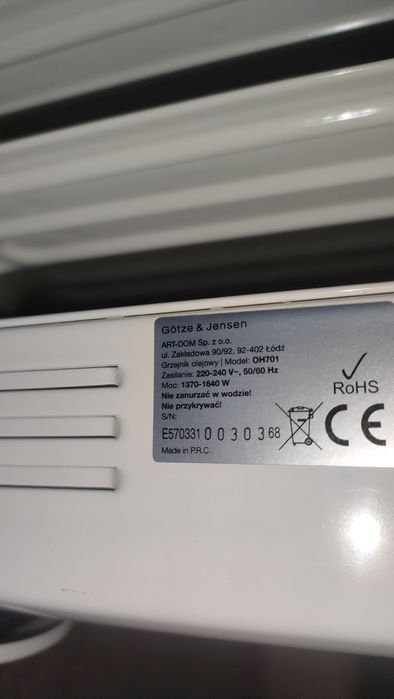 Götze & Jensen
ART-DOM Sp. z o.o.
ul. Zakładowa 90/92, 92-402 Łódź
Grzejnik olejowy | Model: OH701
Zasilanie: 220-240 V~, 50/60 Hz
Moc: 1370-1640 W
Nie zanurzać w wodzie!
Nie przykrywać!
S/N:
E570331 0 0 3 0 3 68
Made in P.R.C.
RoHS
CE